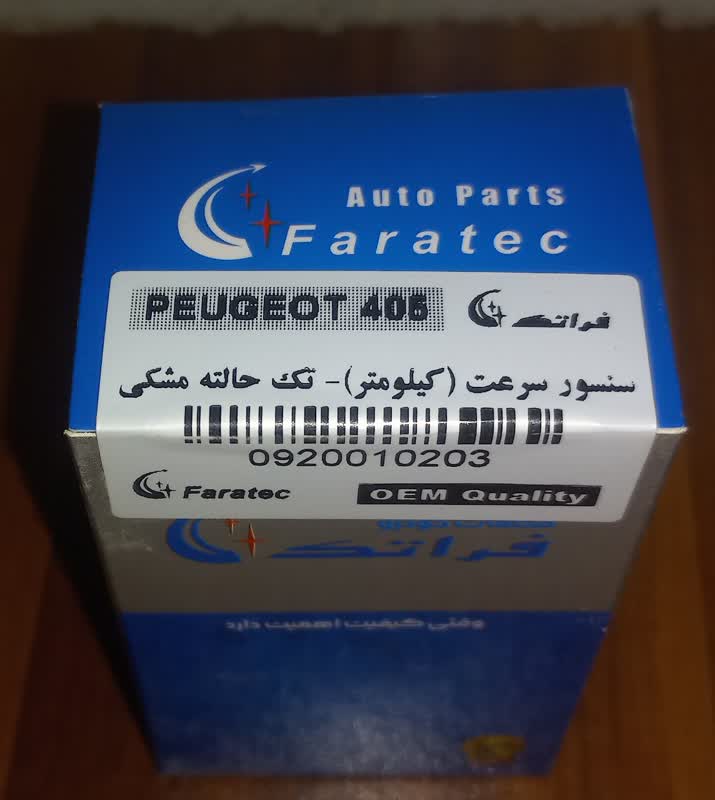 Auto Parts
Faratec
PEUGEOT 405
فراتک
سنسور سرعت (کیلومتر)- تک حالته مشکی
0920010203
Faratec
OEM Quality
فراتک
وقتی کیفیت اهمیت دارد